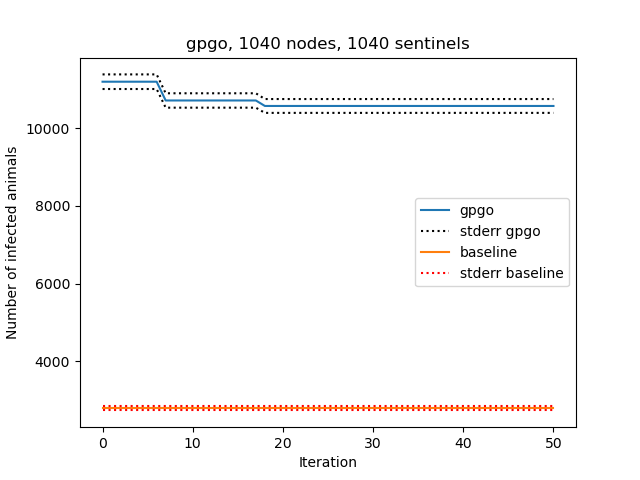 gpgo, 1040 nodes, 1040 sentinels
Number of infected animals
10000
8000
6000
4000
gpgo
stderr gpgo
baseline
stderr baseline
0 10 20 30 40 50
Iteration